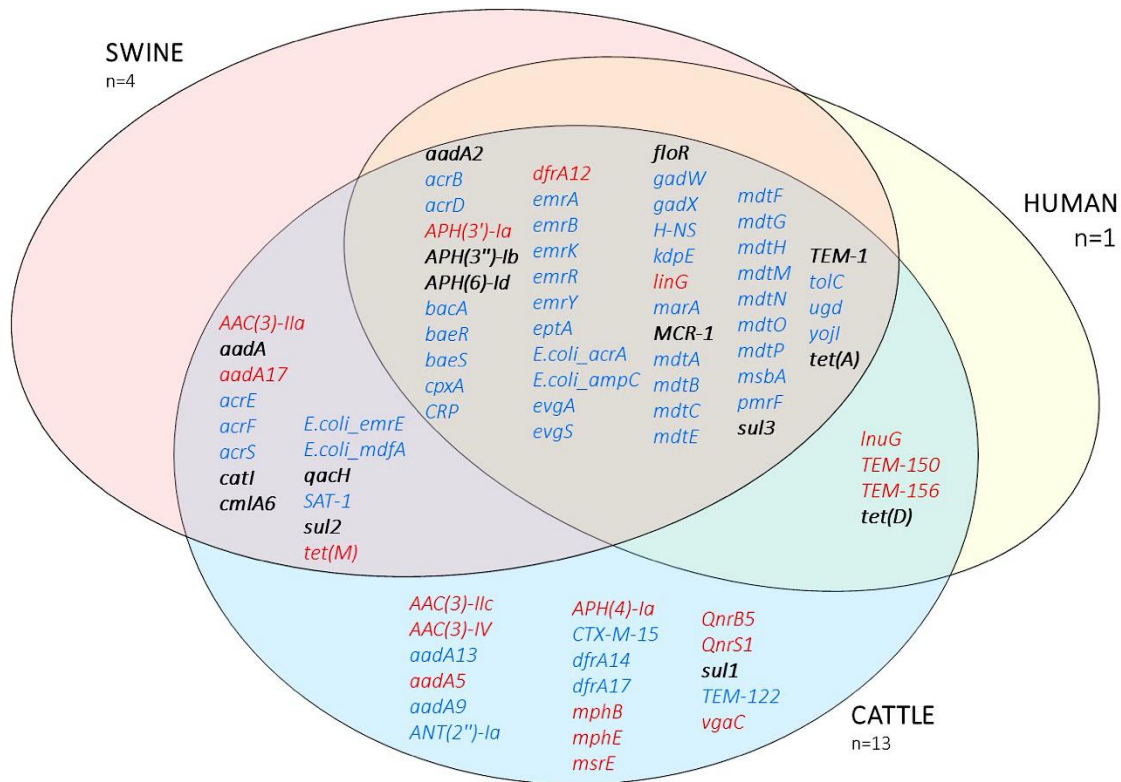 SWINE
n=4
HUMAN
n=1
aadA2
acrB
acrD
APH(3')-Ia
APH(3")-Ib
APH(6)-Id
bacA
baeR
baeS
cpxA
CRP
dfrA12
emrA
emrB
emrK
emrR
emrY
eptA
E.coli_acrA
E.coli_ampC
evgA
evgS
floR
gadW
gadX
H-NS
kdpE
linG
marA
MCR-1
mdtA
mdtB
mdtC
mdtE
mdtF
mdtG
mdtH
mdtM
mdtN
mdtO
mdtP
msbA
pmrF
sul3
TEM-1
tolC
ugd
yojI
tet(A)
AAC(3)-IIa
aadA
aadA17
acrE
acrF
acrS
catI
cmlA6
E.coli_emrE
E.coli_mdfA
qacH
SAT-1
sul2
tet(M)
lnuG
TEM-150
TEM-156
tet(D)
AAC(3)-IIc
AAC(3)-IV
aadA13
aadA5
aadA9
ANT(2")-Ia
APH(4)-Ia
CTX-M-15
dfrA14
dfrA17
mphB
mphE
msrE
QnrB5
QnrS1
sul1
TEM-122
vgaC
CATTLE
n=13